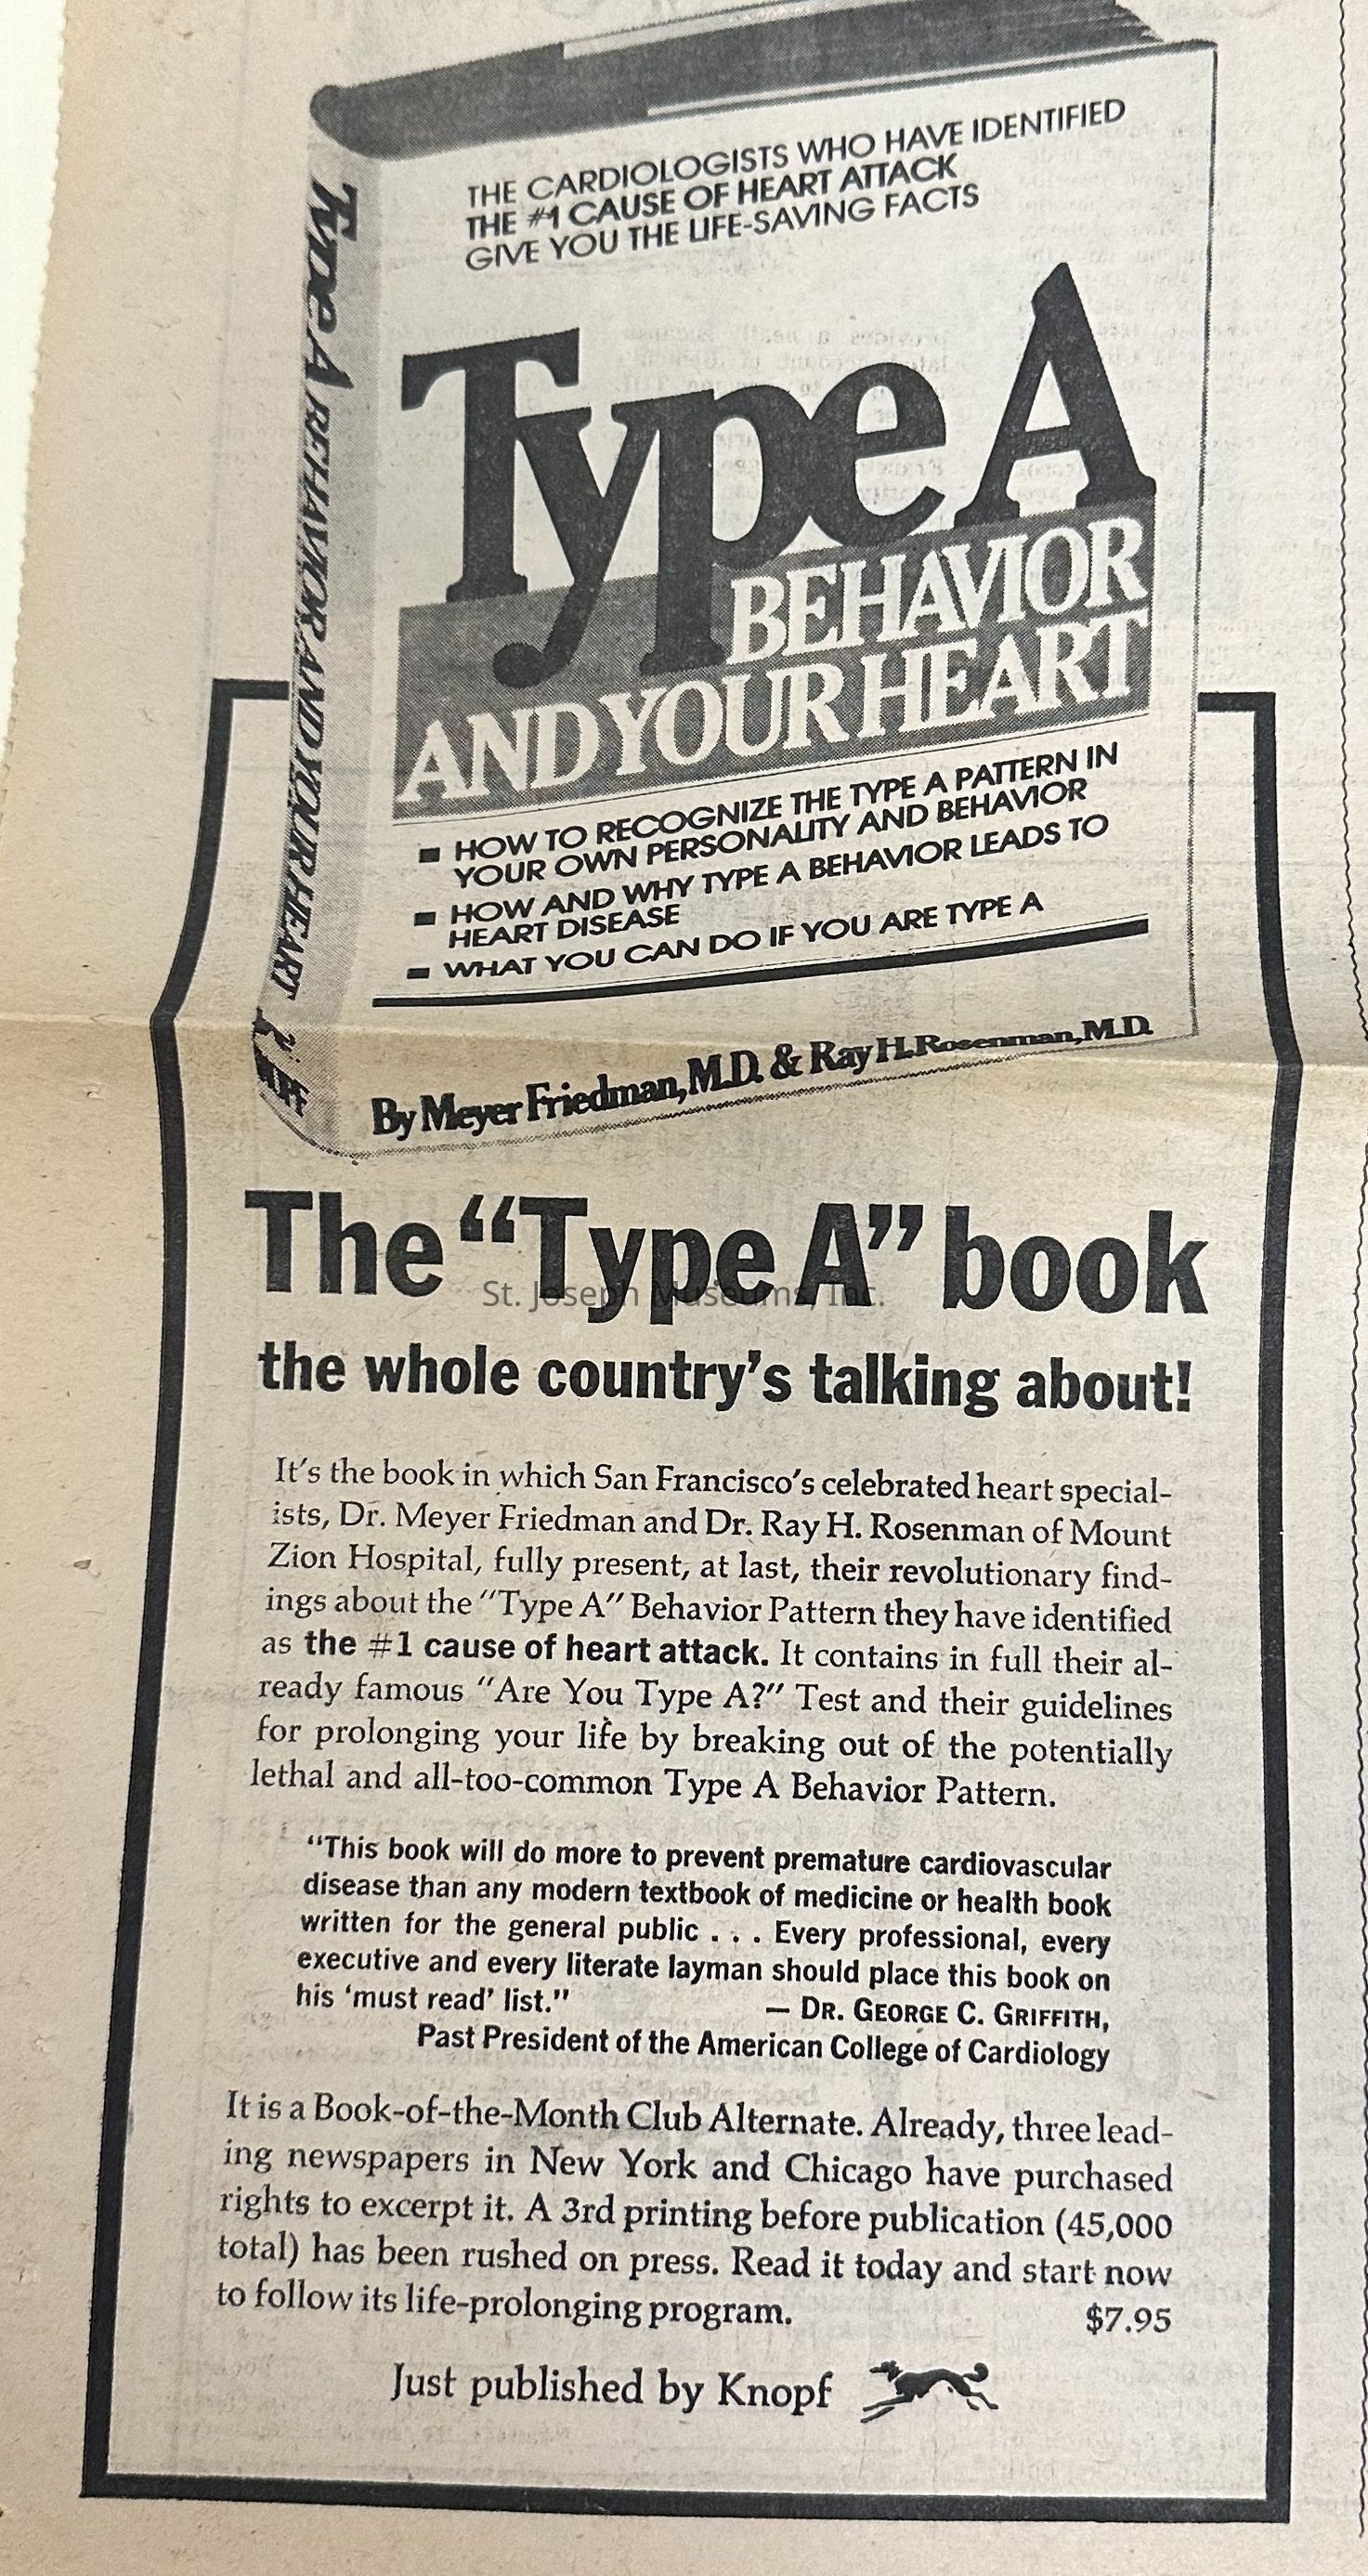 THE CARDIOLOGISTS WHO HAVE IDENTIFIED
THE #1 CAUSE OF HEART ATTACK
GIVE YOU THE LIFE-SAVING FACTS
Type A
BEHAVIOR
AND YOUR HEART
Type A BEHAVIOR AND YOUR HEART
▬ HOW TO RECOGNIZE THE TYPE A PATTERN IN
YOUR OWN PERSONALITY AND BEHAVIOR
▬ HOW AND WHY TYPE A BEHAVIOR LEADS TO
HEART DISEASE
▬ WHAT YOU CAN DO IF YOU ARE TYPE A
By Meyer Friedman, M.D. & Ray H. Rosenman, M.D.
The “Type A” book
St. Joseph Museums, Inc.
the whole country's talking about!
It's the book in which San Francisco's celebrated heart special-
ists, Dr. Meyer Friedman and Dr. Ray H. Rosenman of Mount
Zion Hospital, fully present, at last, their revolutionary find-
ings about the "Type A" Behavior Pattern they have identified
as the #1 cause of heart attack. It contains in full their al-
ready famous "Are You Type A?" Test and their guidelines
for prolonging your life by breaking out of the potentially
lethal and all-too-common Type A Behavior Pattern.
"This book will do more to prevent premature cardiovascular
disease than any modern textbook of medicine or health book
written for the general public . . . Every professional, every
executive and every literate layman should place this book on
his 'must read' list." — DR. GEORGE C. GRIFFITH,
Past President of the American College of Cardiology
It is a Book-of-the-Month Club Alternate. Already, three lead-
ing newspapers in New York and Chicago have purchased
rights to excerpt it. A 3rd printing before publication (45,000
total) has been rushed on press. Read it today and start now
to follow its life-prolonging program. $7.95
Just published by Knopf